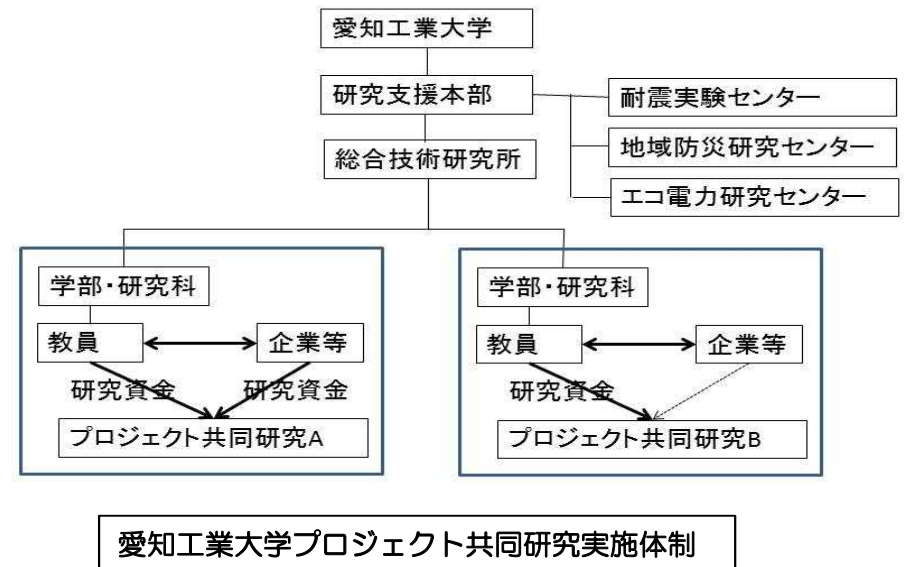 愛知工業大学
研究支援本部
耐震実験センター
地域防災研究センター
エコ電力研究センター
総合技術研究所
学部・研究科
教員
企業等
研究資金
研究資金
プロジェクト共同研究A
学部・研究科
教員
企業等
研究資金
プロジェクト共同研究B
愛知工業大学プロジェクト共同研究実施体制